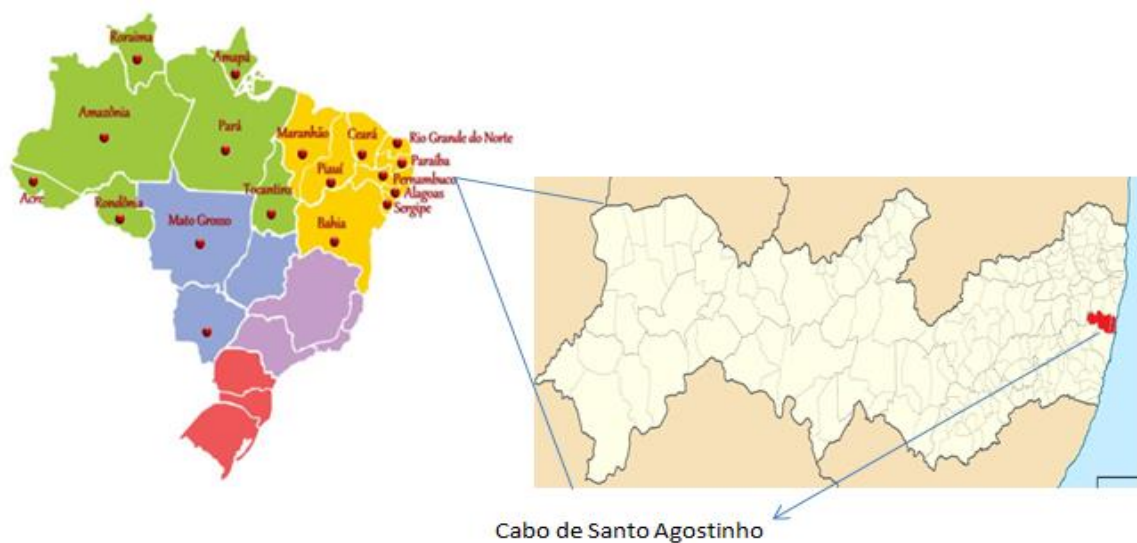 Roraima
Amapá
Amazônia
Pará
Maranhão
Ceará
Rio Grande do Norte
Paraíba
Piauí
Pernambuco
Acre
Rondônia
Tocantins
Alagoas
Sergipe
Mato Grosso
Bahia
Cabo de Santo Agostinho